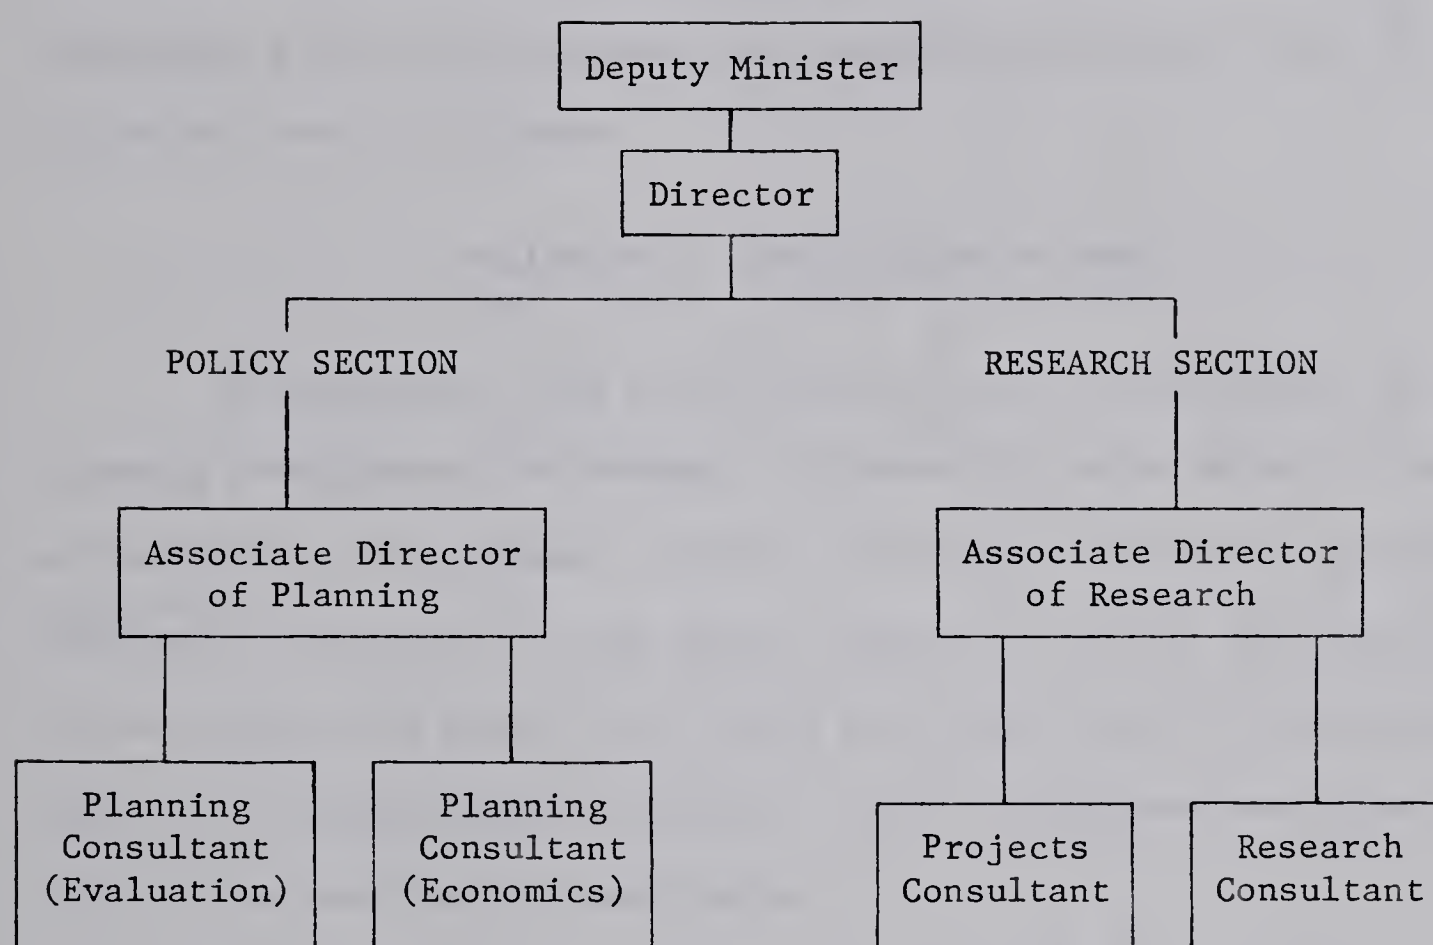 Deputy Minister
Director
POLICY SECTION
RESEARCH SECTION
Associate Director
of Planning
Associate Director
of Research
Planning
Consultant
(Evaluation)
Planning
Consultant
(Economics)
Projects
Consultant
Research
Consultant